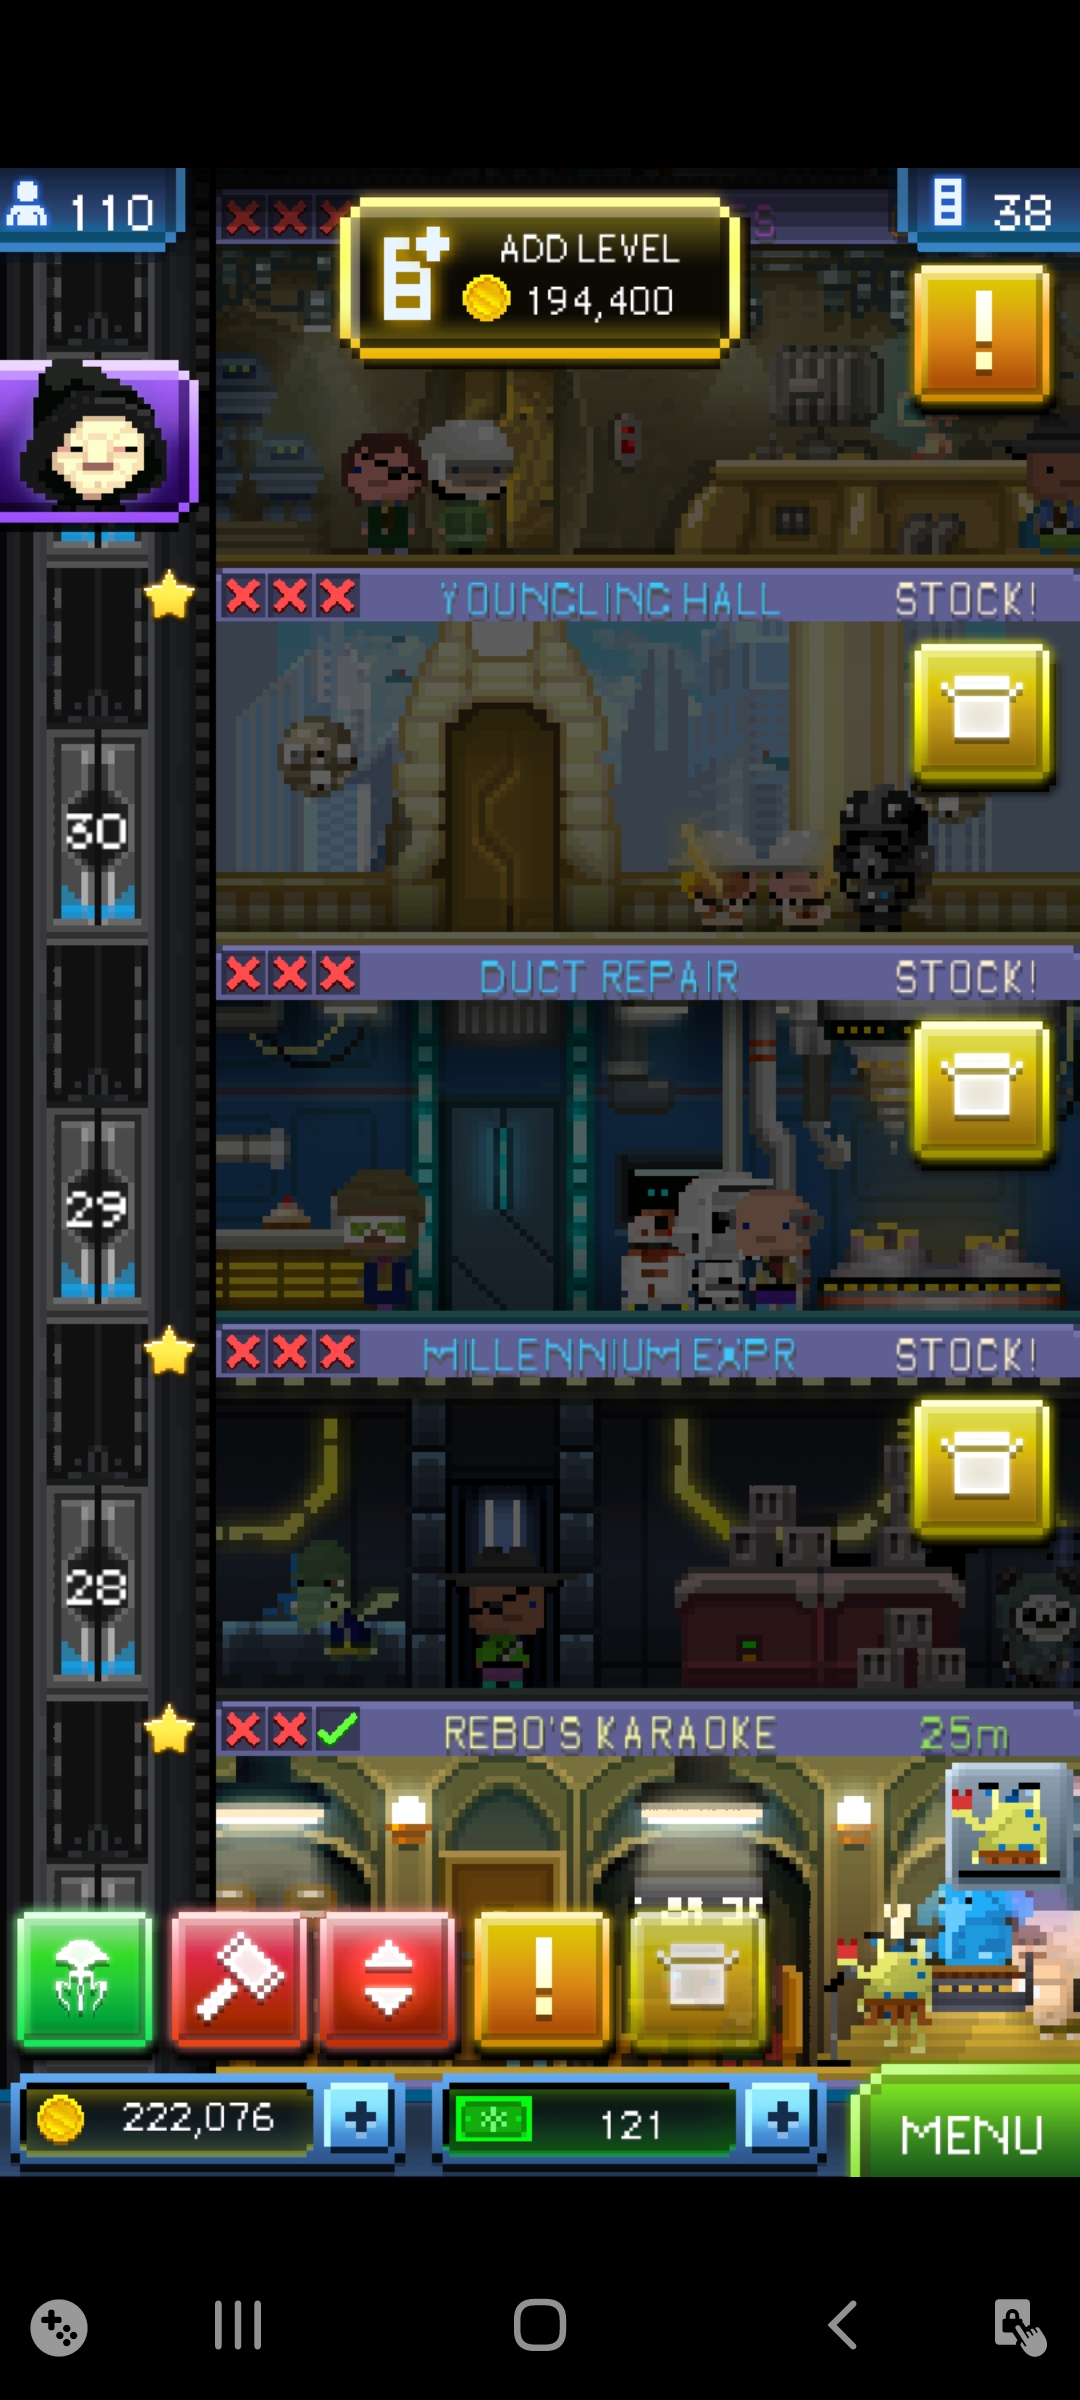 110
ADD LEVEL
194,400
38
YOUNGLING HALL STOCK!
30
DUCT REPAIR STOCK!
29
MILLENNIUM EXPR STOCK!
28
REBO'S KARAOKE 25m
222,076
121
MENU